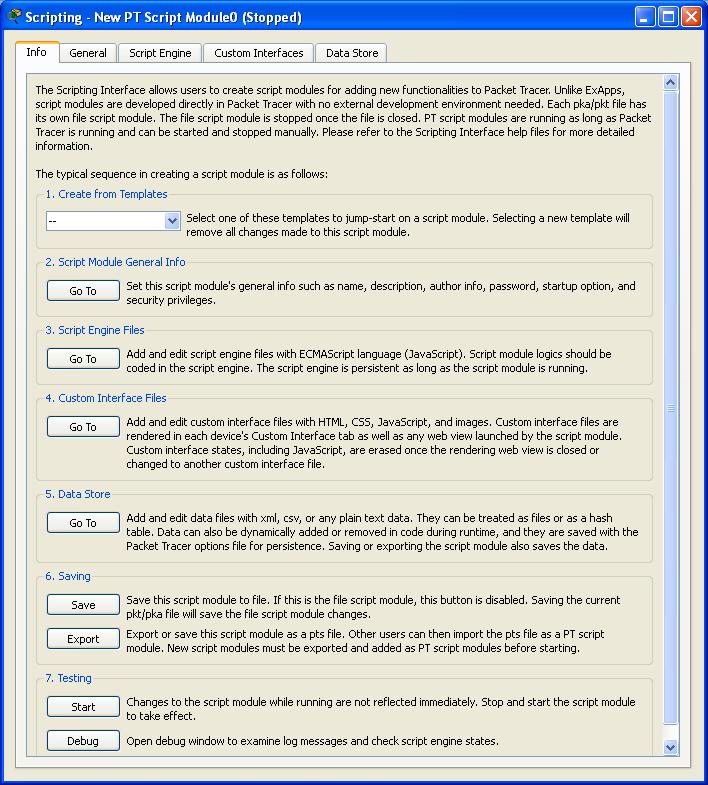 Scripting - New PT Script Module0 (Stopped)
Info General Script Engine Custom Interfaces Data Store
The Scripting Interface allows users to create script modules for adding new functionalities to Packet Tracer. Unlike ExApps,
script modules are developed directly in Packet Tracer with no external development environment needed. Each pka/pkt file has
its own file script module. The file script module is stopped once the file is closed. PT script modules are running as long as Packet
Tracer is running and can be started and stopped manually. Please refer to the Scripting Interface help files for more detailed
information.
The typical sequence in creating a script module is as follows:
1. Create from Templates
--
Select one of these templates to jump-start on a script module. Selecting a new template will
remove all changes made to this script module.
2. Script Module General Info
Go To
Set this script module's general info such as name, description, author info, password, startup option, and
security privileges.
3. Script Engine Files
Go To
Add and edit script engine files with ECMAScript language (JavaScript). Script module logics should be
coded in the script engine. The script engine is persistent as long as the script module is running.
4. Custom Interface Files
Go To
Add and edit custom interface files with HTML, CSS, JavaScript, and images. Custom interface files are
rendered in each device's Custom Interface tab as well as any web view launched by the script module.
Custom interface states, including JavaScript, are erased once the rendering web view is closed or
changed to another custom interface file.
5. Data Store
Go To
Add and edit data files with xml, csv, or any plain text data. They can be treated as files or as a hash
table. Data can also be dynamically added or removed in code during runtime, and they are saved with the
Packet Tracer options file for persistence. Saving or exporting the script module also saves the data.
6. Saving
Save
Save this script module to file. If this is the file script module, this button is disabled. Saving the current
pkt/pka file will save the file script module changes.
Export
Export or save this script module as a pts file. Other users can then import the pts file as a PT script
module. New script modules must be exported and added as PT script modules before starting.
7. Testing
Start
Changes to the script module while running are not reflected immediately. Stop and start the script module
to take effect.
Debug
Open debug window to examine log messages and check script engine states.